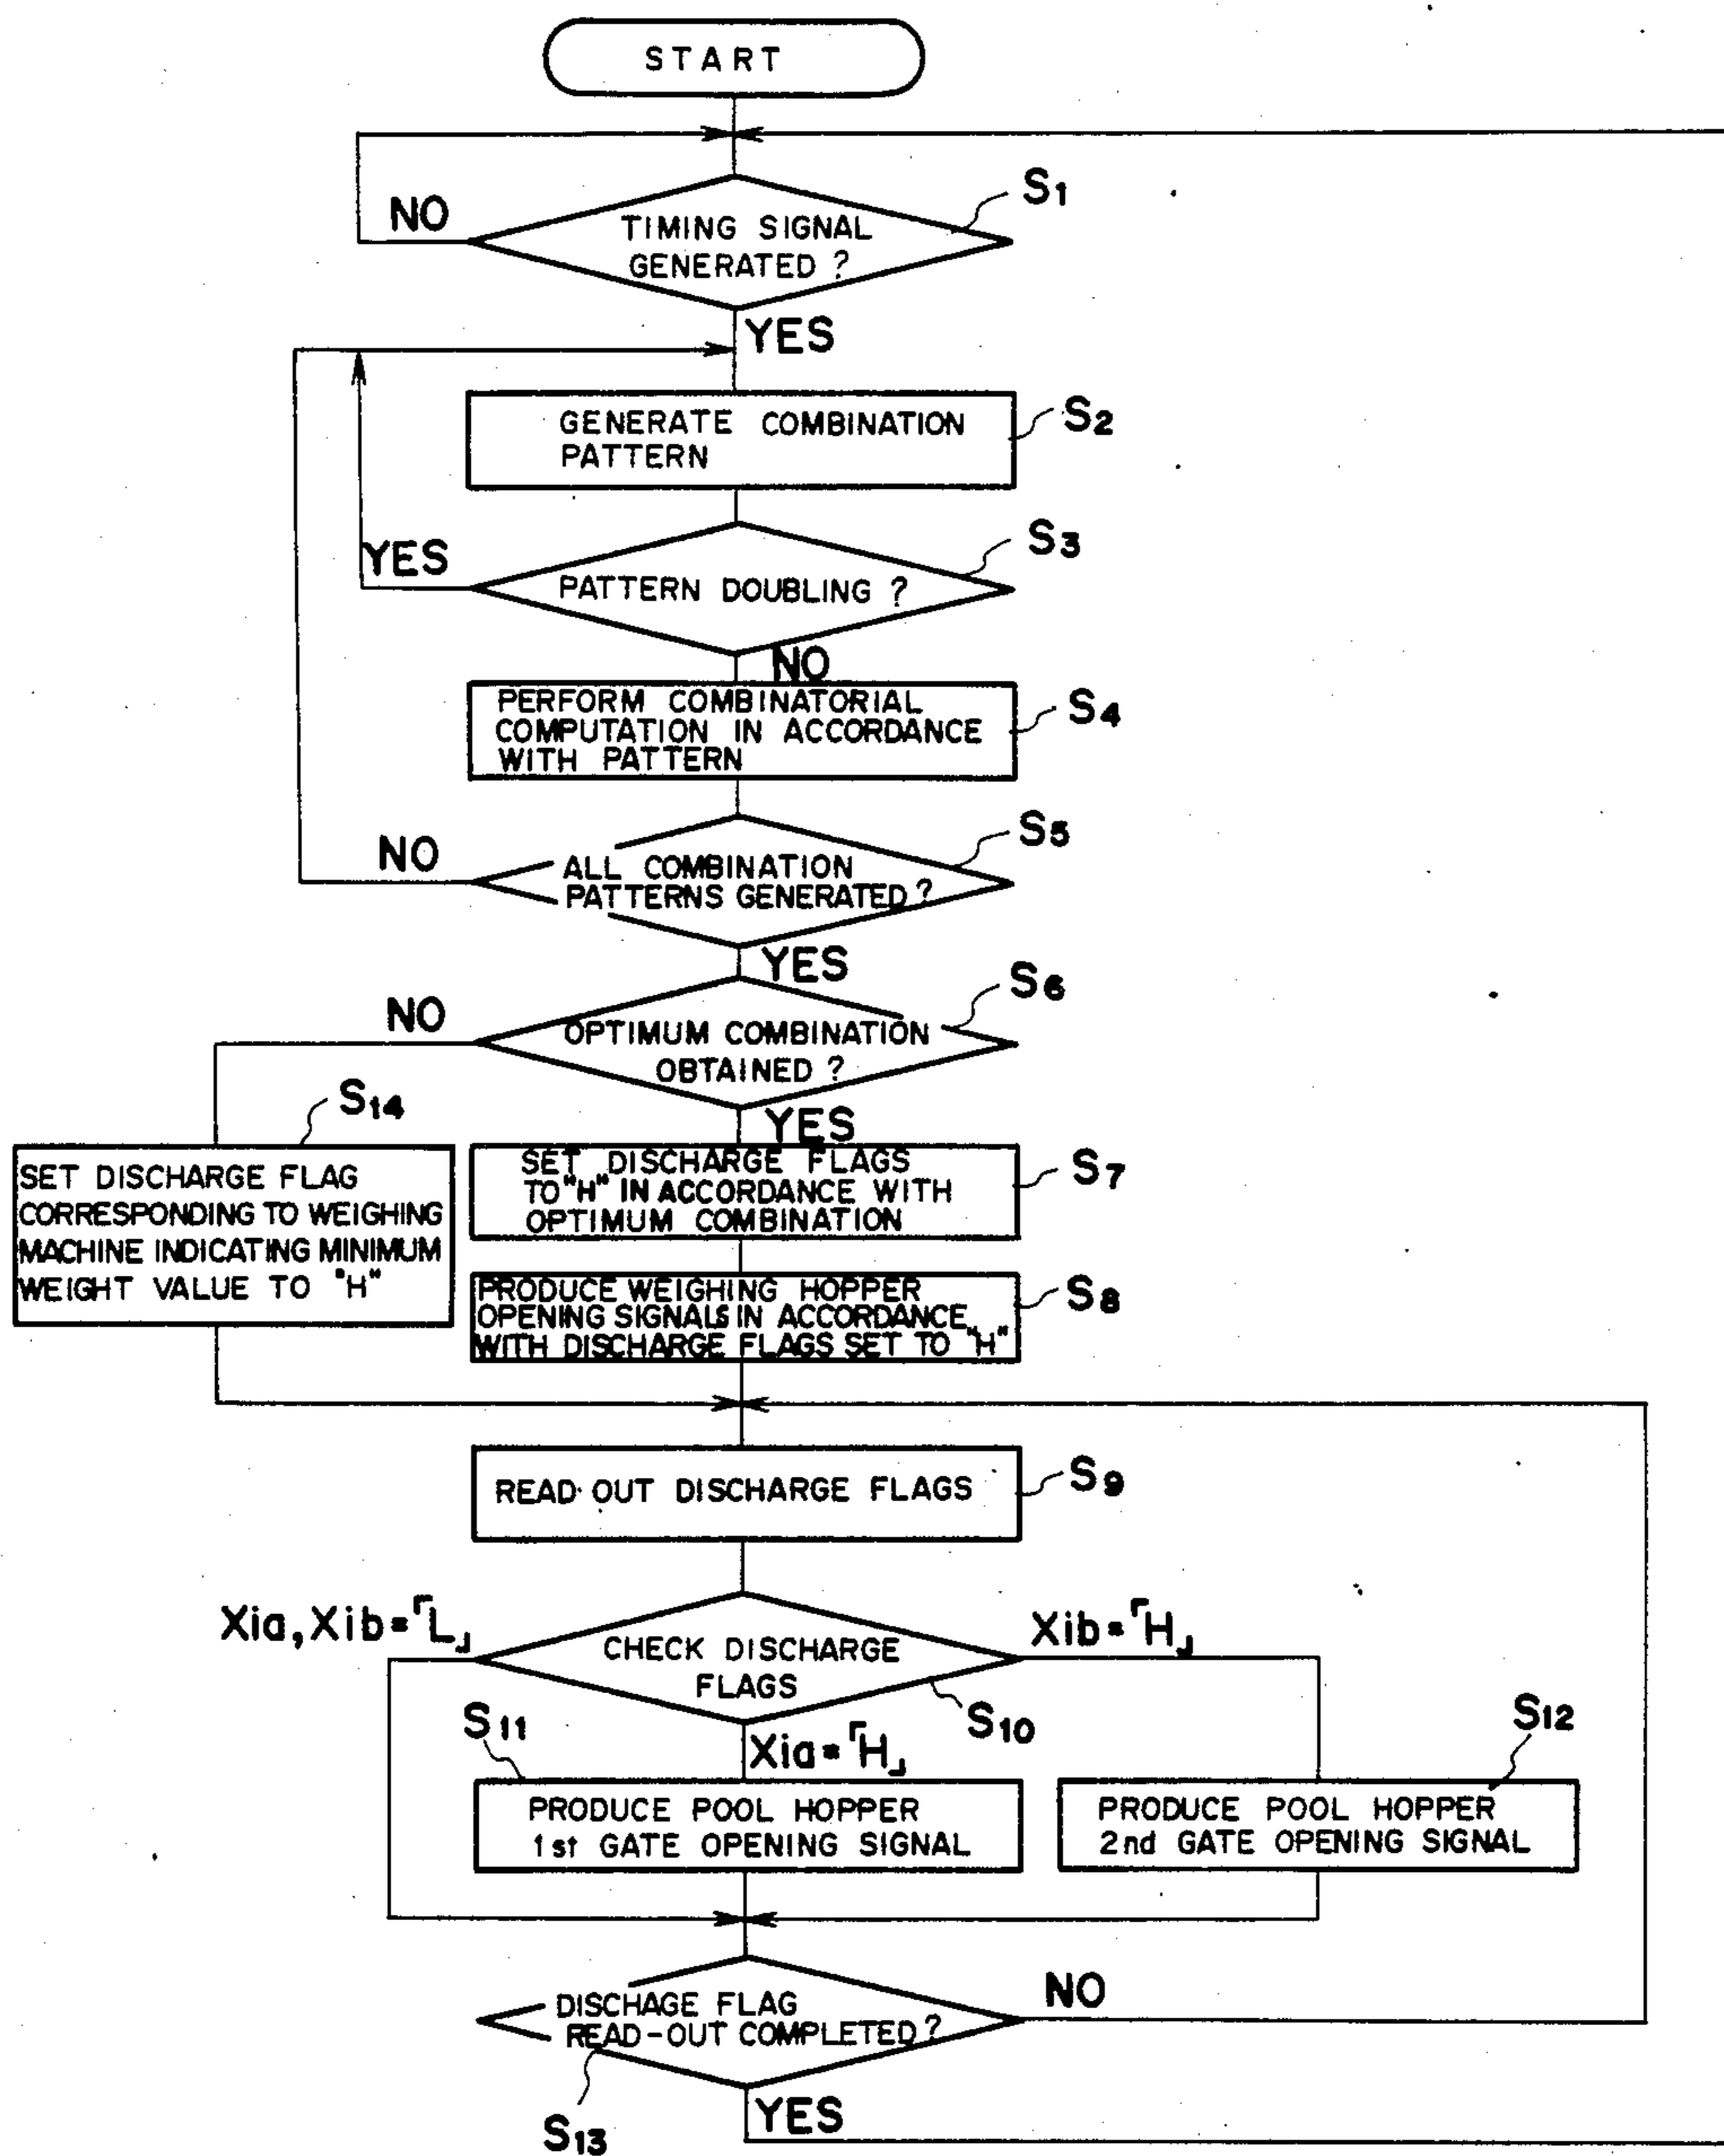 START
S1
NO
TIMING SIGNAL
GENERATED ?
YES
GENERATE COMBINATION
PATTERN
S2
S3
YES
PATTERN DOUBLING ?
NO
PERFORM COMBINATORIAL
COMPUTATION IN ACCORDANCE
WITH PATTERN
S4
S5
NO
ALL COMBINATION
PATTERNS GENERATED ?
YES
S6
NO
OPTIMUM COMBINATION
OBTAINED ?
S14
YES
SET DISCHARGE FLAG
CORRESPONDING TO WEIGHING
MACHINE INDICATING MINIMUM
WEIGHT VALUE TO "H"
SET DISCHARGE FLAGS
TO "H" IN ACCORDANCE WITH
OPTIMUM COMBINATION
S7
PRODUCE WEIGHING HOPPER
OPENING SIGNALS IN ACCORDANCE
WITH DISCHARGE FLAGS SET TO "H"
S8
READ-OUT DISCHARGE FLAGS
S9
Xia, Xib=「L」
Xib=「H」
CHECK DISCHARGE
FLAGS
S11
S10
S12
Xia=「H」
PRODUCE POOL HOPPER
1st GATE OPENING SIGNAL
PRODUCE POOL HOPPER
2nd GATE OPENING SIGNAL
NO
DISCHAGE FLAG
READ-OUT COMPLETED ?
S13
YES